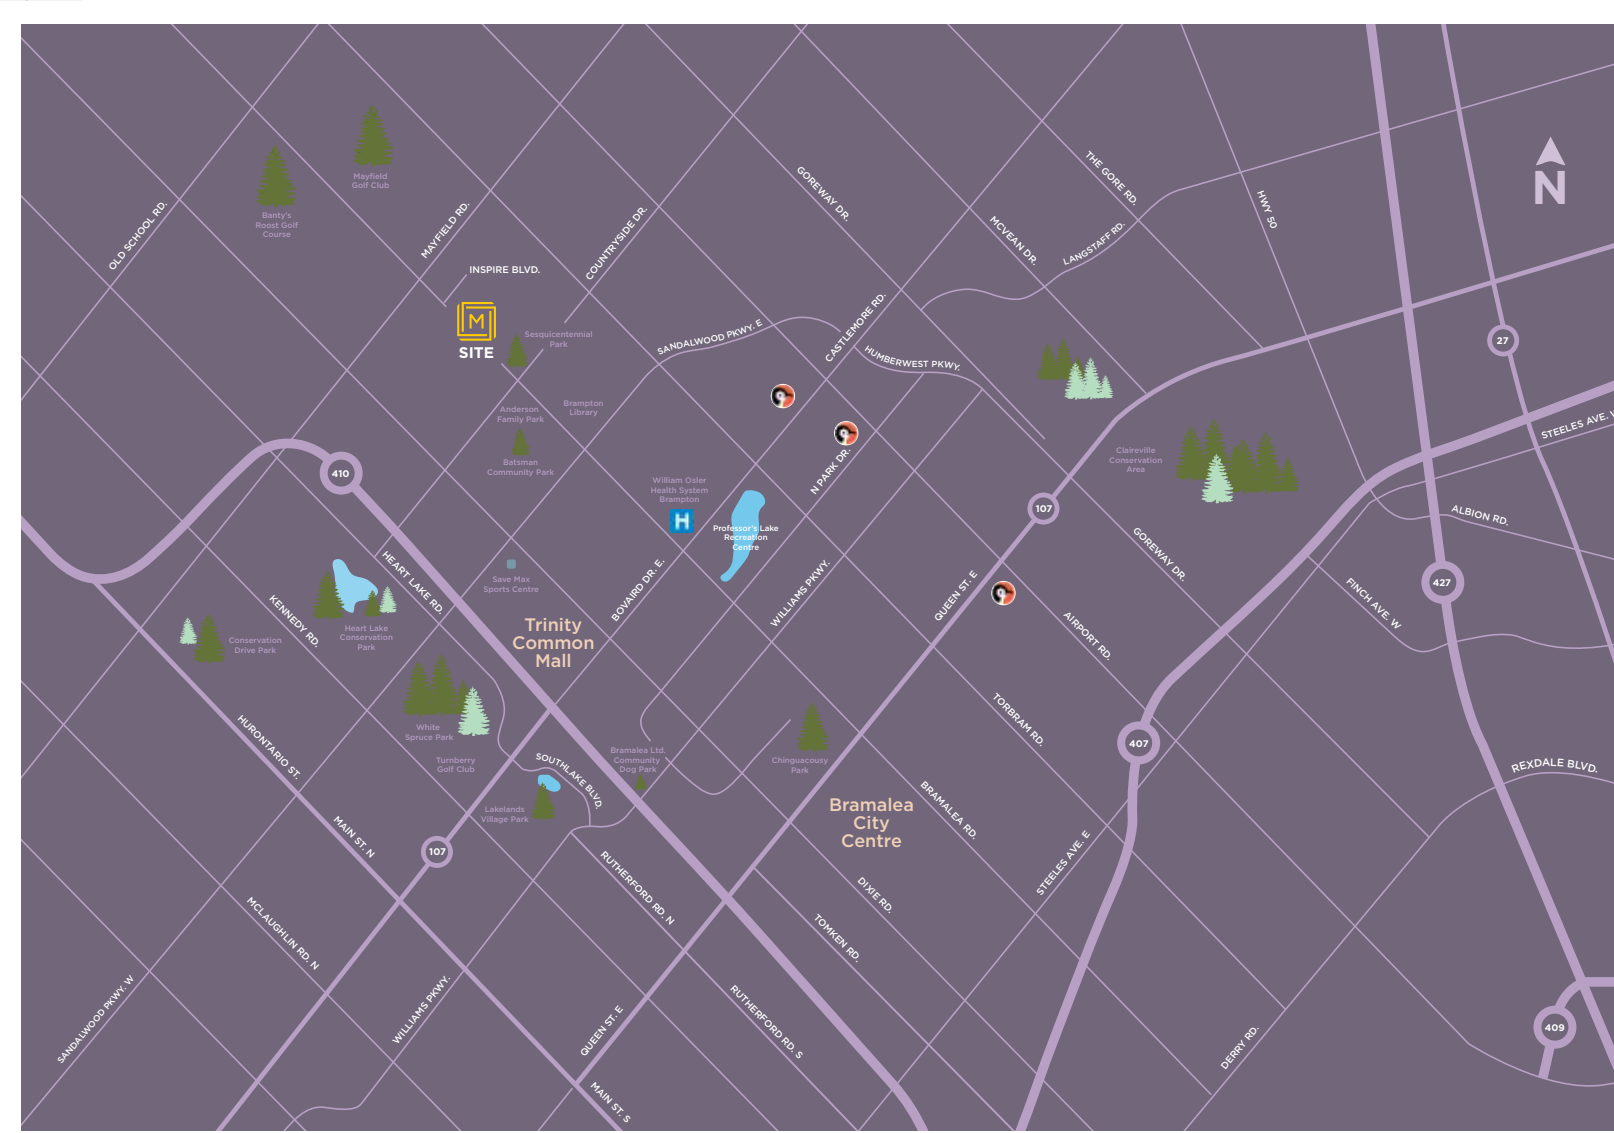 Mayfield
Golf Club
Banty's
Roost Golf
Course
OLD SCHOOL RD.
MAYFIELD RD.
COUNTRYSIDE DR.
INSPIRE BLVD.
M
SITE
Sesquicentennial
Park
GOREWAY DR.
THE GORE RD.
MCVEAN DR.
LANGSTAFF RD.
HWY 50
N
27
SANDALWOOD PKWY. E
CASTLEMORE RD.
HUMBERWEST PKWY.
Anderson
Family Park
Brampton
Library
Batsman
Community Park
410
William Osler
Health System
Brampton
H
Professor's Lake
Recreation
Centre
N PARK DR.
107
Claireville
Conservation
Area
STEELES AVE. W
ALBION RD.
GOREWAY DR.
427
FINCH AVE. W
HEART LAKE RD.
Save Max
Sports Centre
BOVAIRD DR. E.
WILLIAMS PKWY.
QUEEN ST. E
AIRPORT RD.
KENNEDY RD.
Heart Lake
Conservation
Park
Conservation
Drive Park
Trinity
Common
Mall
White
Spruce Park
Turnberry
Golf Club
HURONTARIO ST.
SOUTHLAKE BLVD.
Bramalea Ltd.
Community
Dog Park
Lakelands
Village Park
Chinguacousy
Park
TORBRAM RD.
407
REXDALE BLVD.
Bramalea
City
Centre
BRAMALEA RD.
MAIN ST. N
107
RUTHERFORD RD. N
DIXIE RD.
STEELES AVE. E
TOMKEN RD.
MCLAUGHLIN RD. N
SANDALWOOD PKWY. W
WILLIAMS PKWY.
QUEEN ST. E
RUTHERFORD RD. S
DERRY RD.
409
MAIN ST. S